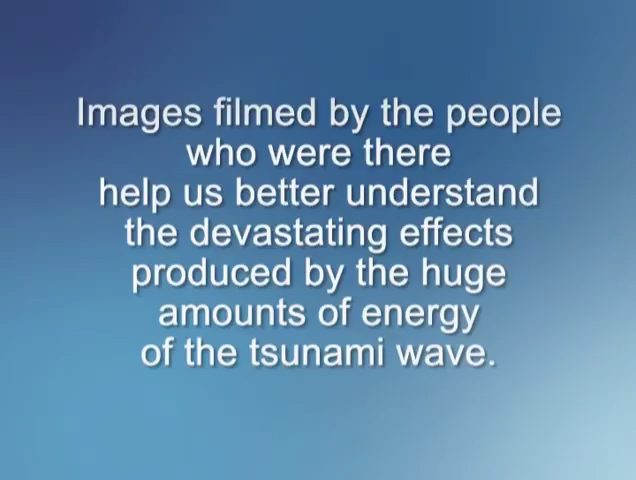 Images filmed by the people
who were there
help us better understand
the devastating effects
produced by the huge
amounts of energy
of the tsunami wave.